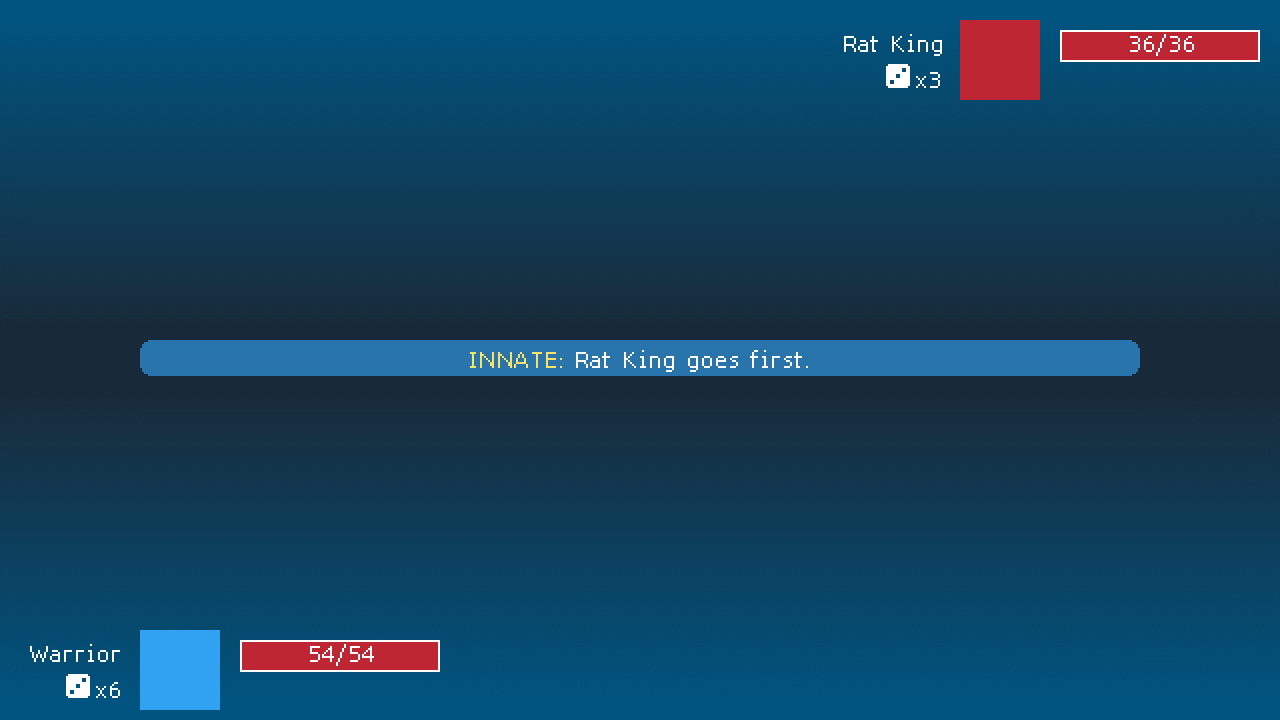 Rat King
36/36
x3
INNATE: Rat King goes first.
Warrior
54/54
x6